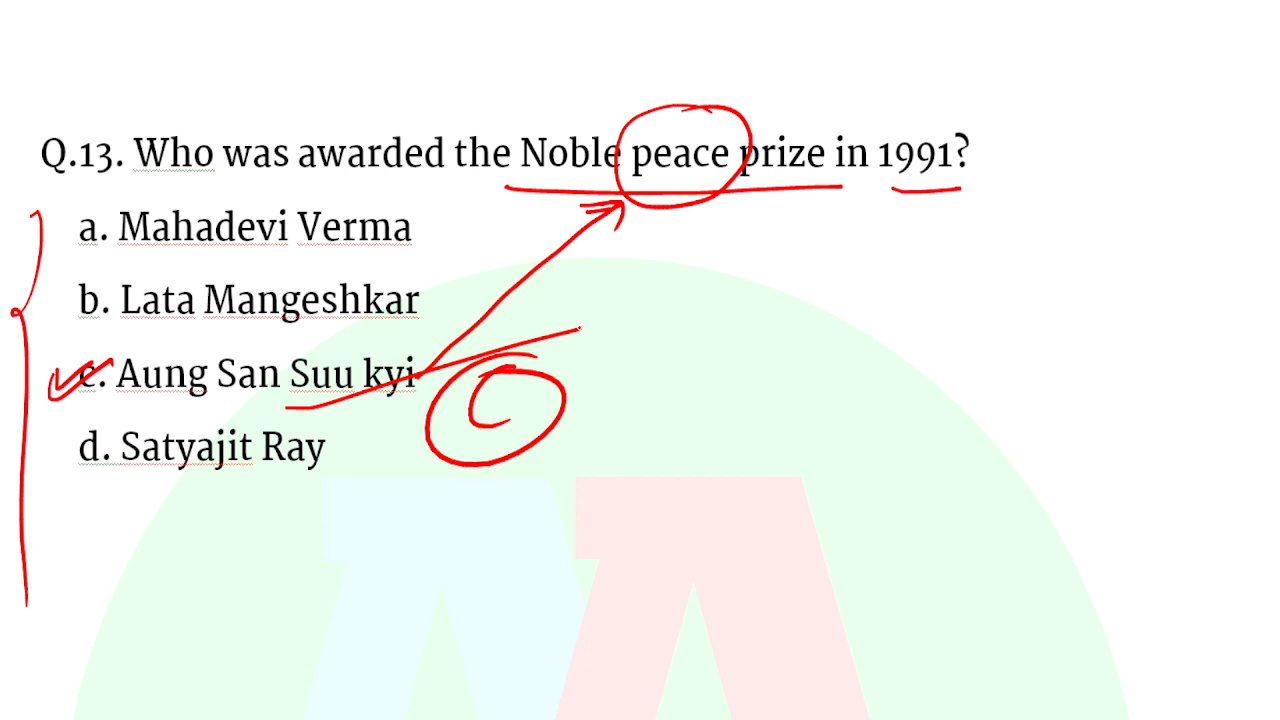 Q.13. Who was awarded the Noble peace prize in 1991?
a. Mahadevi Verma
b. Lata Mangeshkar
c. Aung San Suu kyi
d. Satyajit Ray